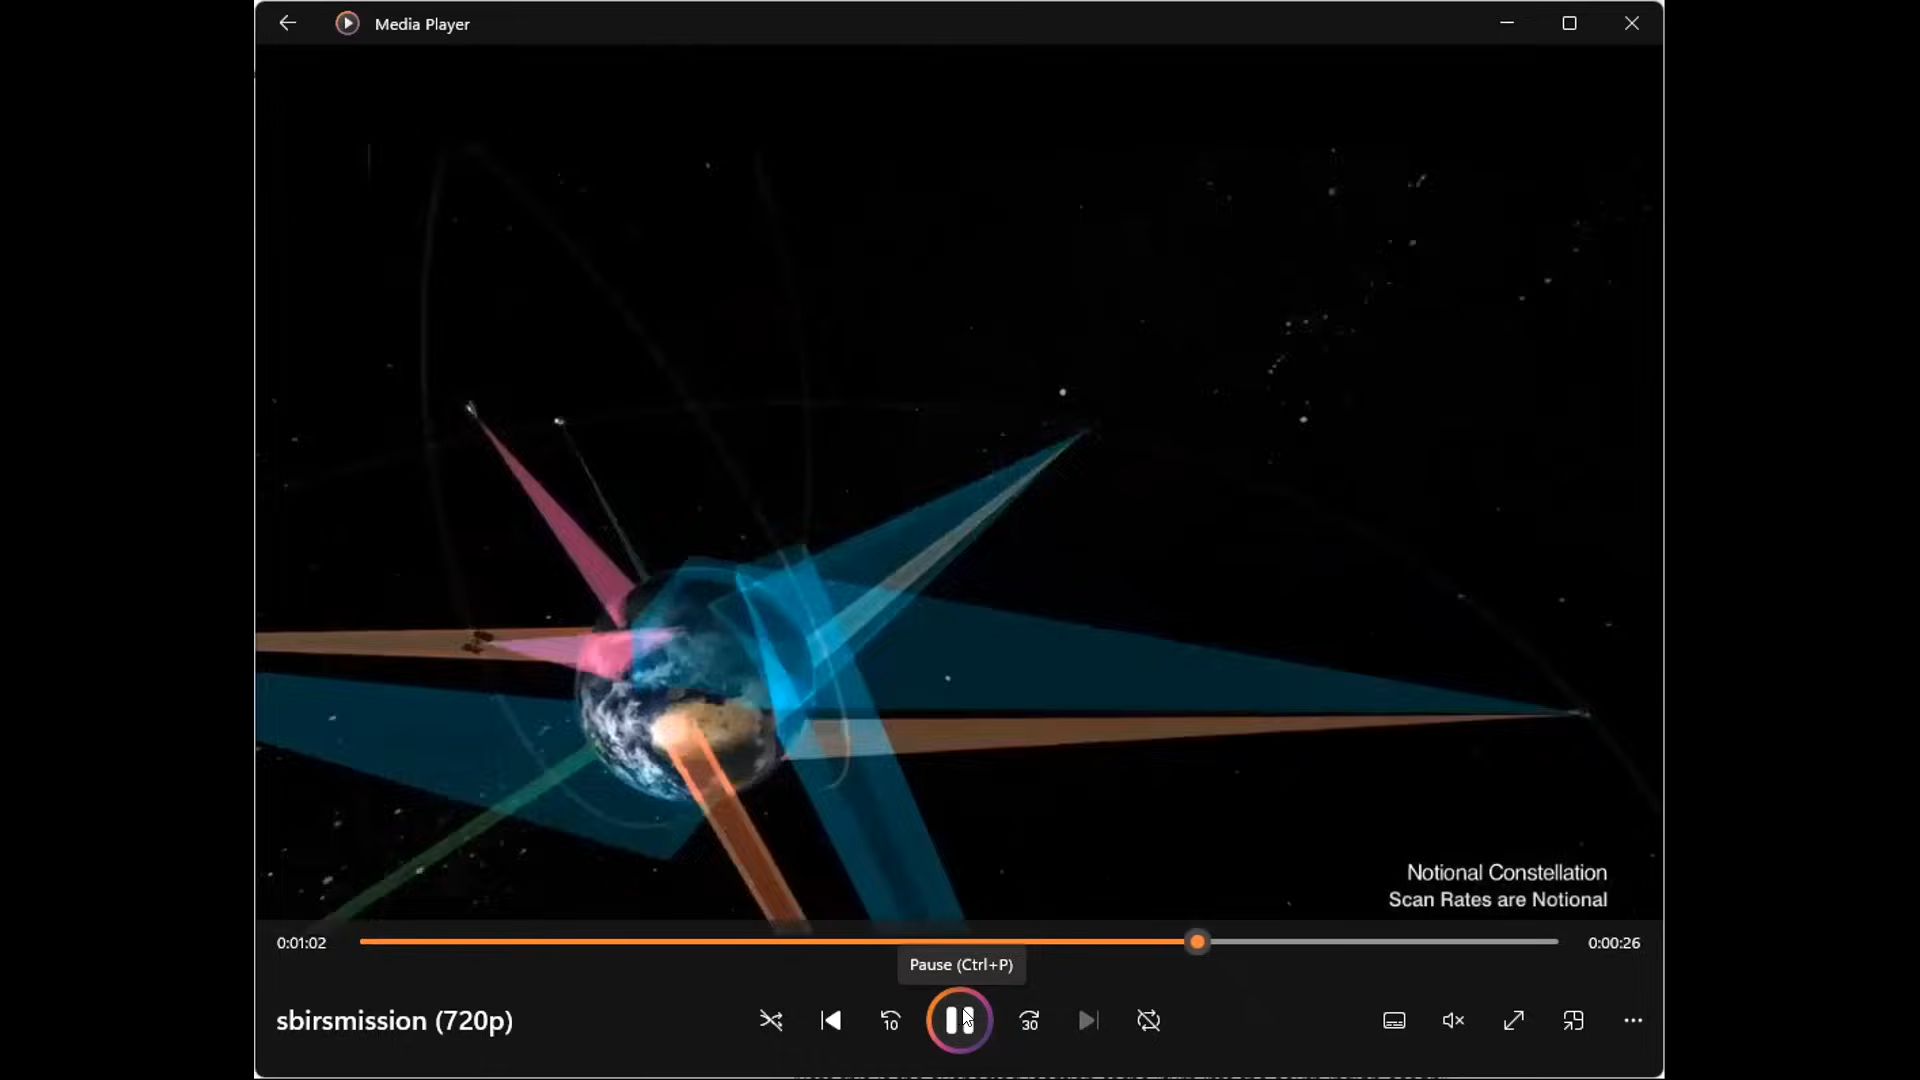 Media Player
Notional Constellation
Scan Rates are Notional
0:01:02
0:00:26
Pause (Ctrl+P)
sbirsmission (720p)
10
30